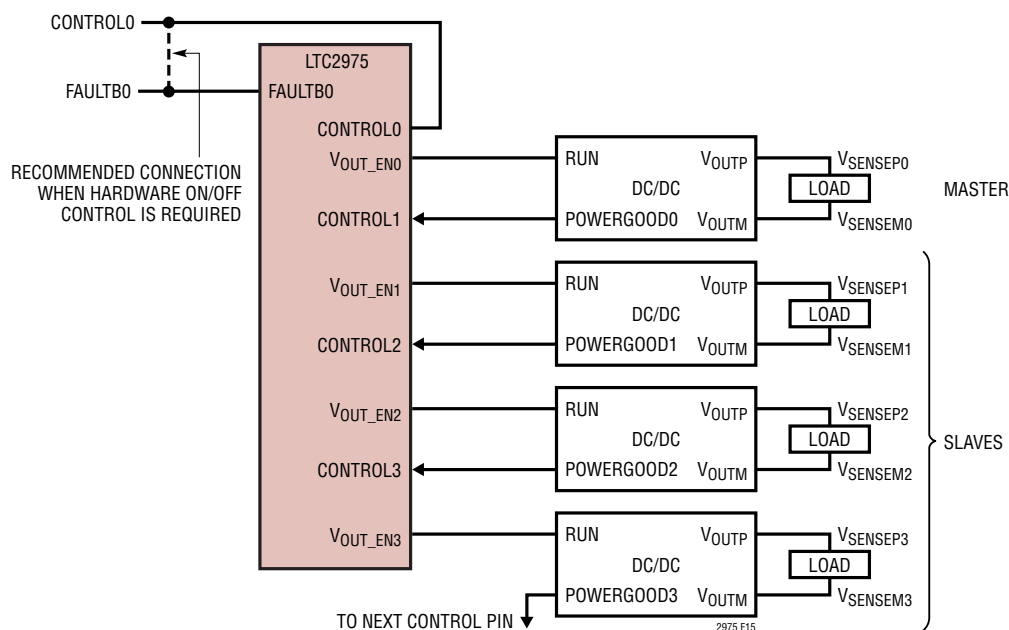 CONTROL0
FAULTB0
RECOMMENDED CONNECTION
WHEN HARDWARE ON/OFF
CONTROL IS REQUIRED
LTC2975
FAULTB0
CONTROL0
VOUT_EN0
CONTROL1
VOUT_EN1
CONTROL2
VOUT_EN2
CONTROL3
VOUT_EN3
RUN VOUTP
DC/DC
POWERGOOD0 VOUTM
VSENSEP0
LOAD
VSENSEM0
MASTER
RUN VOUTP
DC/DC
POWERGOOD1 VOUTM
VSENSEP1
LOAD
VSENSEM1
RUN VOUTP
DC/DC
POWERGOOD2 VOUTM
VSENSEP2
LOAD
VSENSEM2
SLAVES
RUN VOUTP
DC/DC
POWERGOOD3 VOUTM
VSENSEP3
LOAD
VSENSEM3
TO NEXT CONTROL PIN
2975 F15